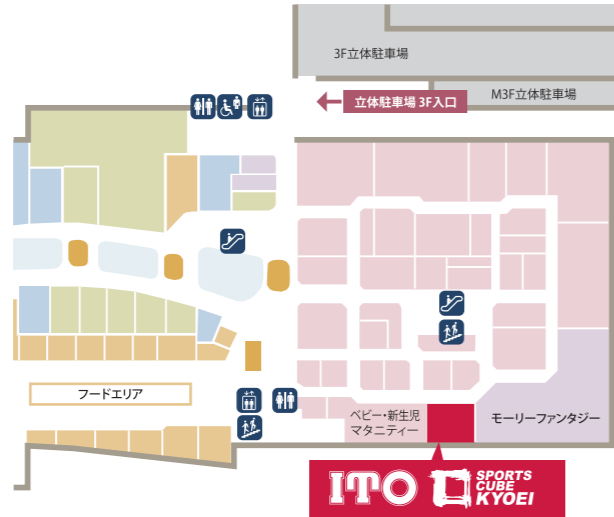 3F立体駐車場
立体駐車場 3F入口
M3F立体駐車場
フードエリア
ベビー・新生児
マタニティー
モーリーファンタジー
ITO
SPORTS
CUBE
KYOEI